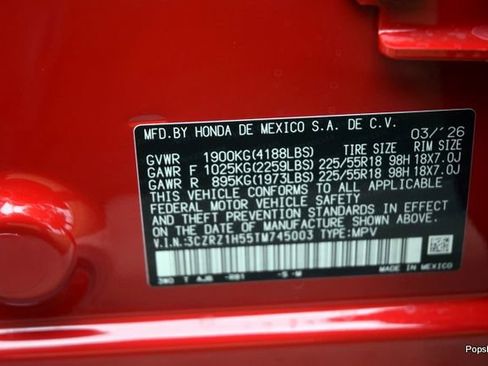 MFD.BY HONDA DE MEXICO S.A. DE C.V. 03/'26
TIRE SIZE RIM SIZE
GVWR 1900KG(4188LBS)
GAWR F 1025KG(2259LBS) 225/55R18 98H 18X7.0J
GAWR R 895KG(1973LBS) 225/55R18 98H 18X7.0J
THIS VEHICLE CONFORMS TO ALL APPLICABLE
FEDERAL MOTOR VEHICLE SAFETY
AND THEFT PREVENTION STANDARDS IN EFFECT
ON THE DATE OF MANUFACTURE SHOWN ABOVE.
V.I.N.:3CZRZ1H55TM745003 TYPE:MPV
MADE IN MEXICO